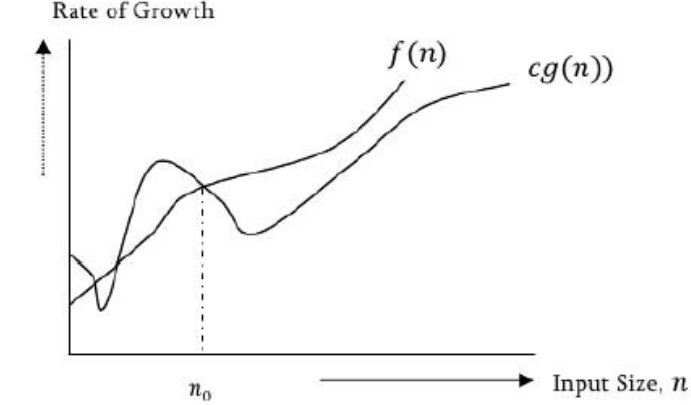 Rate of Growth
f(n)
cg(n))
n₀
Input Size, n